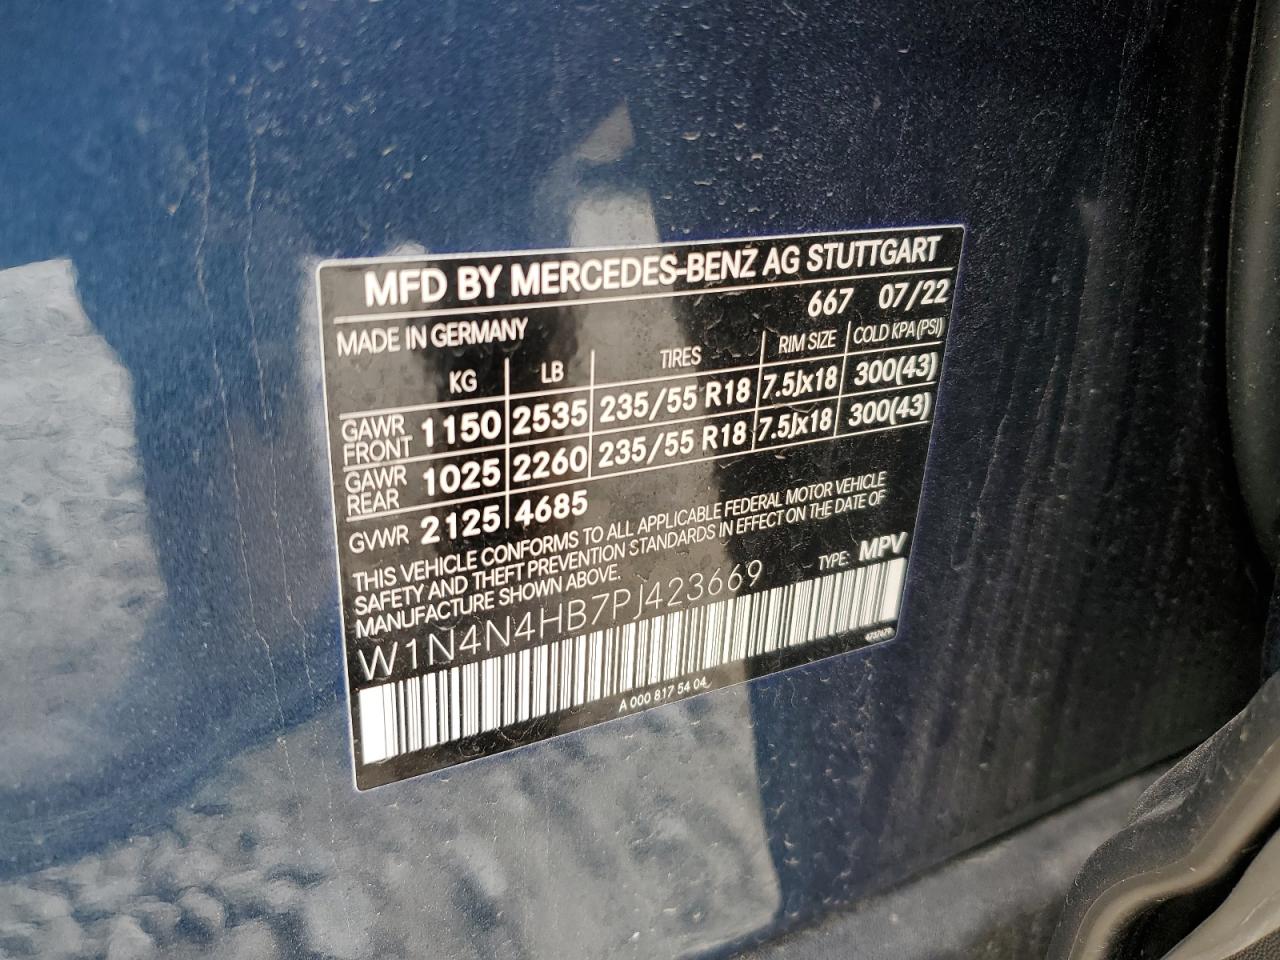 MFD BY MERCEDES-BENZ AG STUTTGART
667 07/22
MADE IN GERMANY
KG LB TIRES RIM SIZE COLD KPA(PSI)
GAWR FRONT 1150 2535 235/55 R18 7.5Jx18 300(43)
GAWR REAR 1025 2260 235/55 R18 7.5Jx18 300(43)
GVWR 2125 4685
THIS VEHICLE CONFORMS TO ALL APPLICABLE FEDERAL MOTOR VEHICLE
SAFETY AND THEFT PREVENTION STANDARDS IN EFFECT ON THE DATE OF
MANUFACTURE SHOWN ABOVE.
TYPE: MPV
W1N4N4HB7PJ423669
A 000 817 54 04